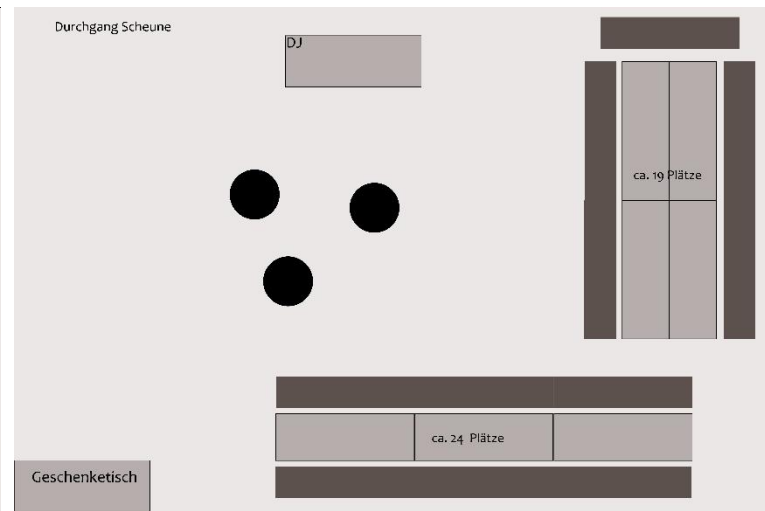 Durchgang Scheune
DJ
ca. 19 Plätze
ca. 24 Plätze
Geschenketisch